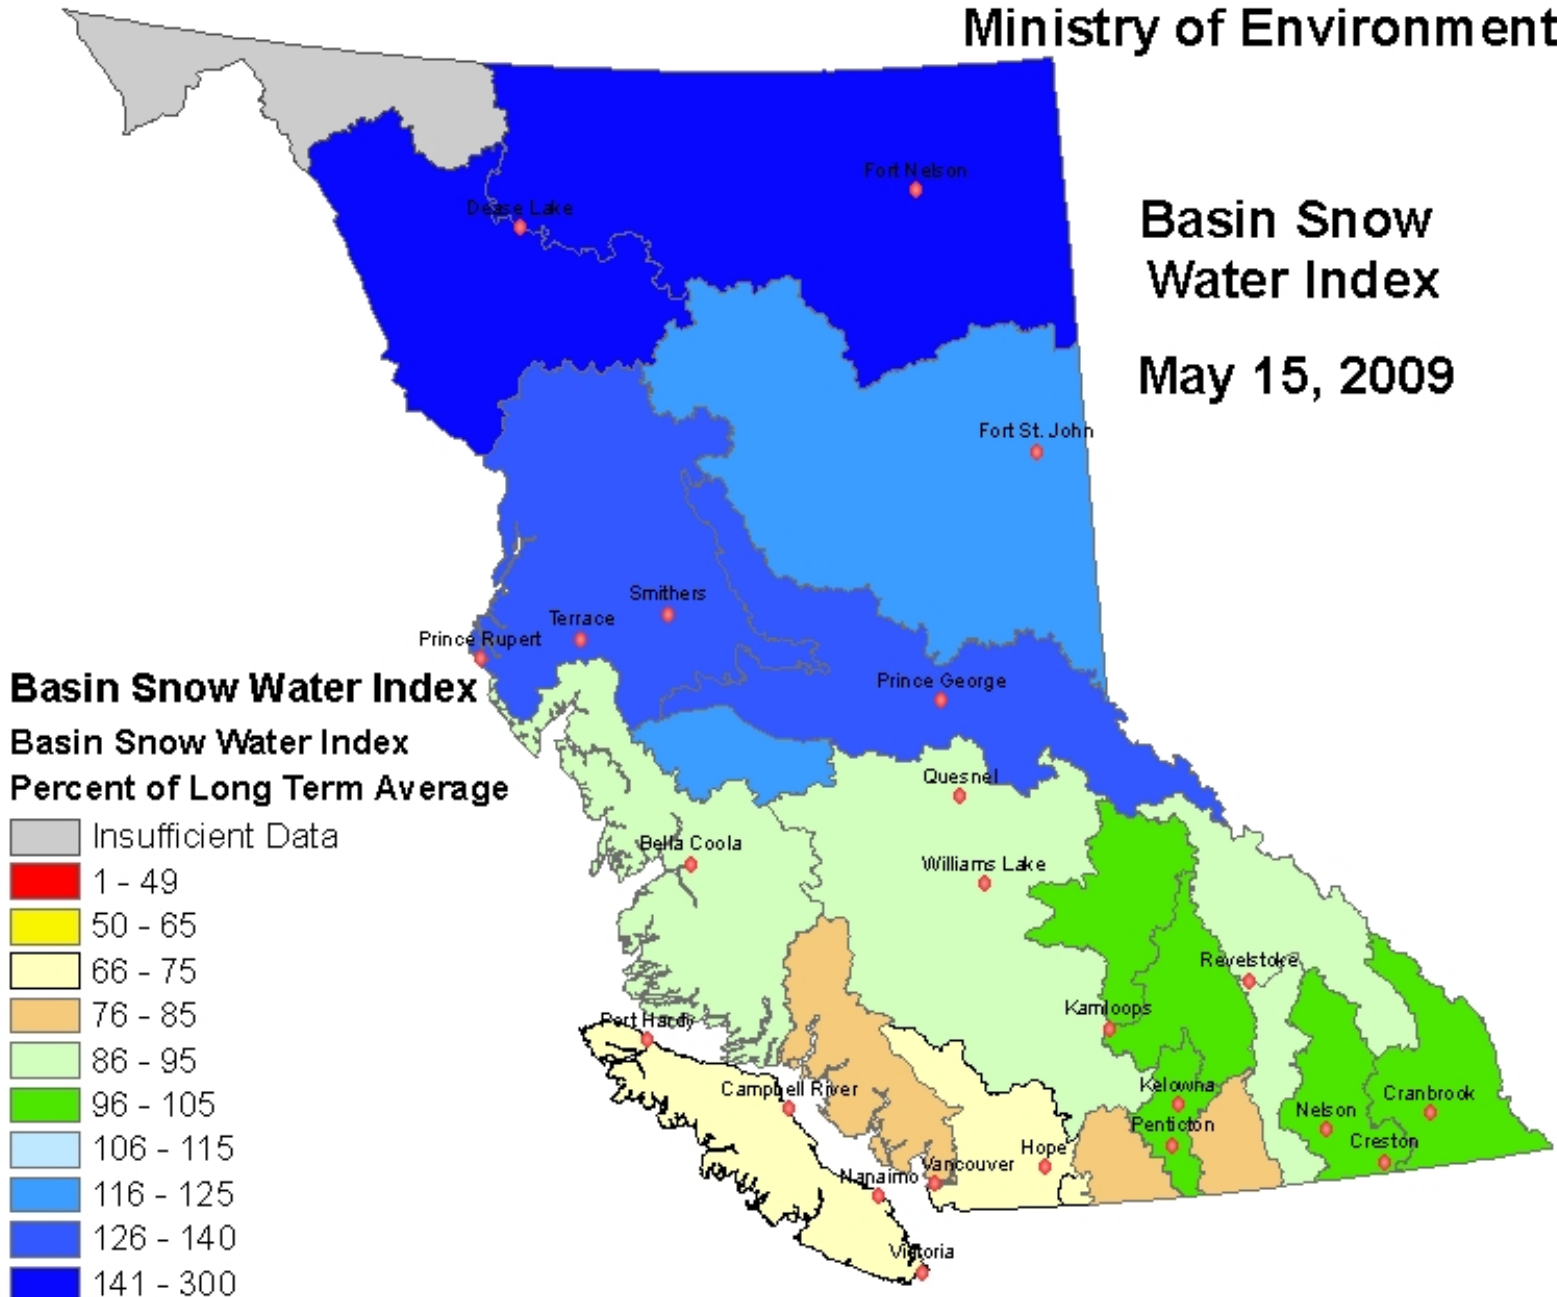 Ministry of Environment
Basin Snow
Water Index
May 15, 2009
Fort Nelson
Dease Lake
Fort St. John
Smithers
Terrace
Prince Rupert
Prince George
Quesnel
Bella Coola
Williams Lake
Revelstoke
Kamloops
Port Hardy
Campbell River
Kelowna
Cranbrook
Nelson
Penticton
Creston
Hope
Vancouver
Nanaimo
Victoria
Basin Snow Water Index
Basin Snow Water Index
Percent of Long Term Average
Insufficient Data
1 - 49
50 - 65
66 - 75
76 - 85
86 - 95
96 - 105
106 - 115
116 - 125
126 - 140
141 - 300